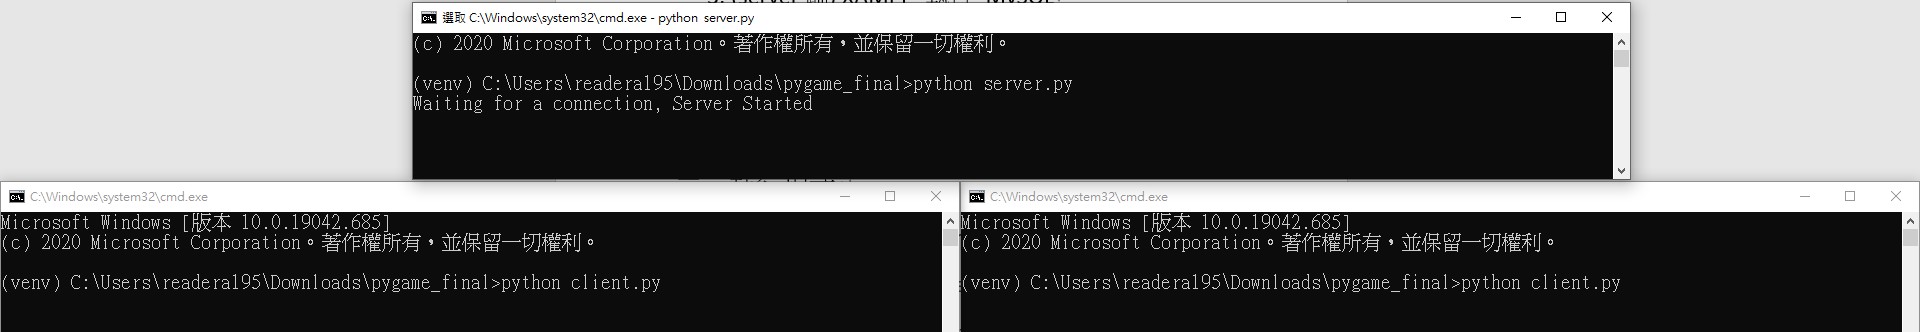 選取 C:\Windows\system32\cmd.exe - python server.py
(c) 2020 Microsoft Corporation。著作權所有，並保留一切權利。
(venv) C:\Users\readera195\Downloads\pygame_final>python server.py
Waiting for a connection, Server Started
C:\Windows\system32\cmd.exe
Microsoft Windows [版本 10.0.19042.685]
(c) 2020 Microsoft Corporation。著作權所有，並保留一切權利。
(venv) C:\Users\readera195\Downloads\pygame_final>python client.py
C:\Windows\system32\cmd.exe
Microsoft Windows [版本 10.0.19042.685]
(c) 2020 Microsoft Corporation。著作權所有，並保留一切權利。
(venv) C:\Users\readera195\Downloads\pygame_final>python client.py